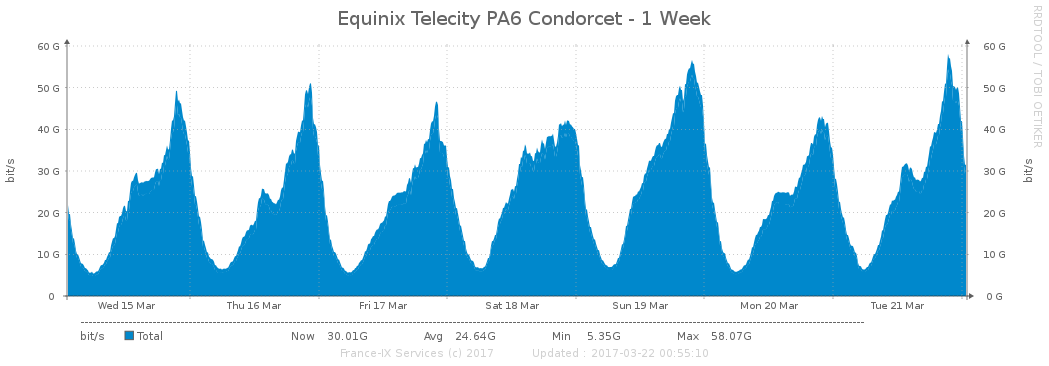 Equinix Telecity PA6 Condorcet - 1 Week
RRDTOOL / TOBI OETIKER
60 G 60 G
50 G 50 G
40 G 40 G
30 G 30 G
20 G 20 G
10 G 10 G
0 0 G
bit/s
bit/s
Wed 15 Mar Thu 16 Mar Fri 17 Mar Sat 18 Mar Sun 19 Mar Mon 20 Mar Tue 21 Mar
bit/s Total Now 30.01G Avg 24.64G Min 5.35G Max 58.07G
France-IX Services (c) 2017 Updated : 2017-03-22 00:55:10